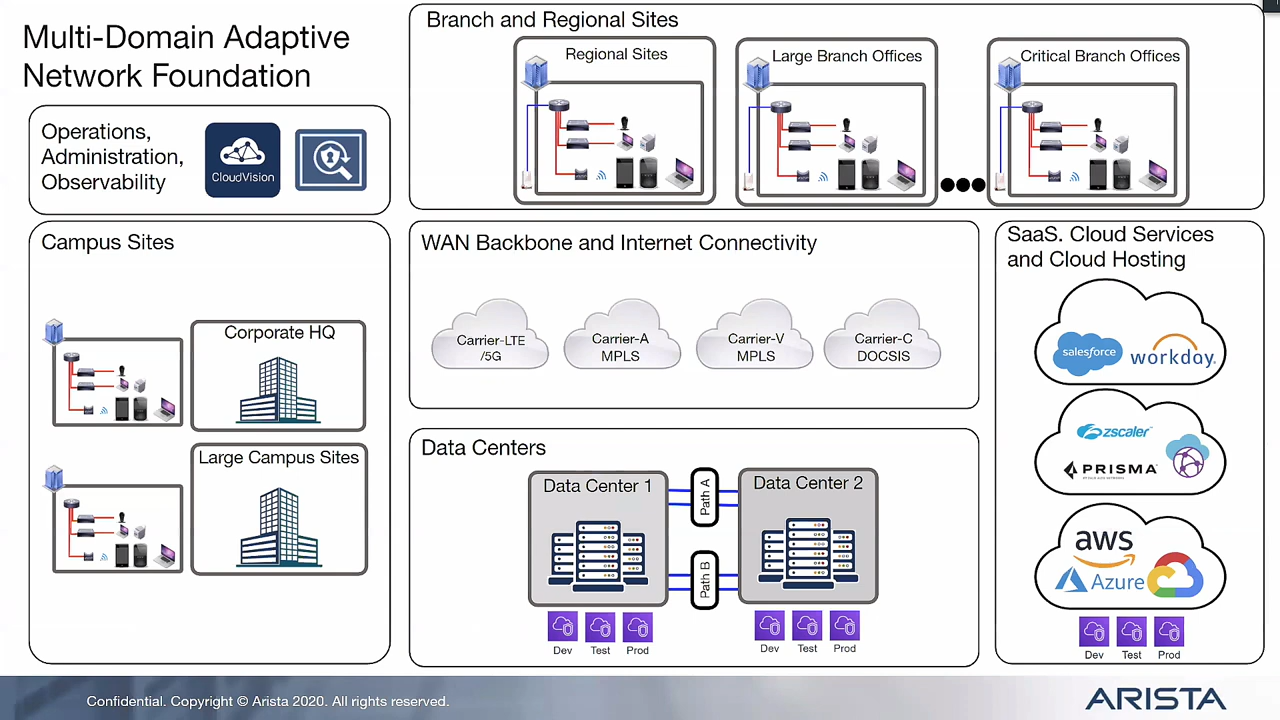 Multi-Domain Adaptive
Network Foundation
Operations,
Administration,
Observability
CloudVision
Branch and Regional Sites
Regional Sites
Large Branch Offices
Critical Branch Offices
Campus Sites
Corporate HQ
Large Campus Sites
WAN Backbone and Internet Connectivity
Carrier-LTE
/5G
Carrier-A
MPLS
Carrier-V
MPLS
Carrier-C
DOCSIS
Data Centers
Data Center 1
Path A
Path B
Data Center 2
Dev
Test
Prod
Dev
Test
Prod
SaaS. Cloud Services
and Cloud Hosting
salesforce
workday.
zscaler
PRISMA
aws
Azure
Dev
Test
Prod
Confidential. Copyright © Arista 2020. All rights reserved.
ARISTA